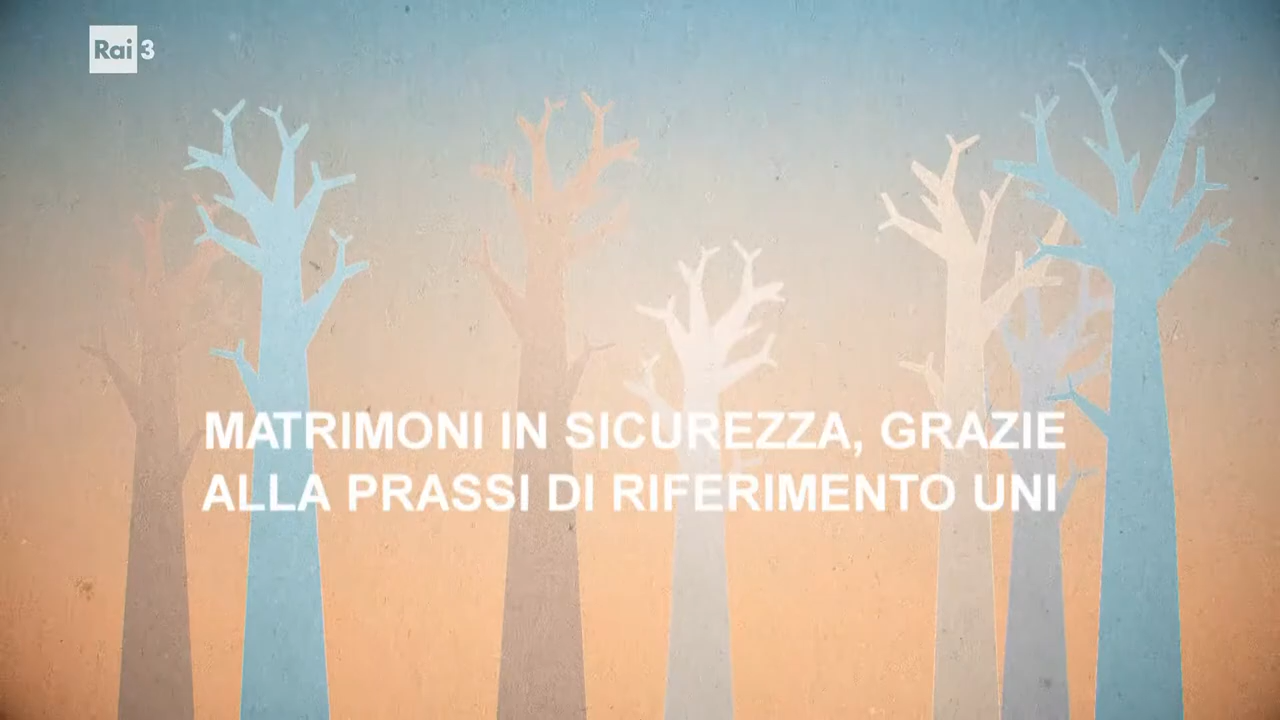 Rai 3
MATRIMONI IN SICUREZZA, GRAZIE
ALLA PRASSI DI RIFERIMENTO UNI